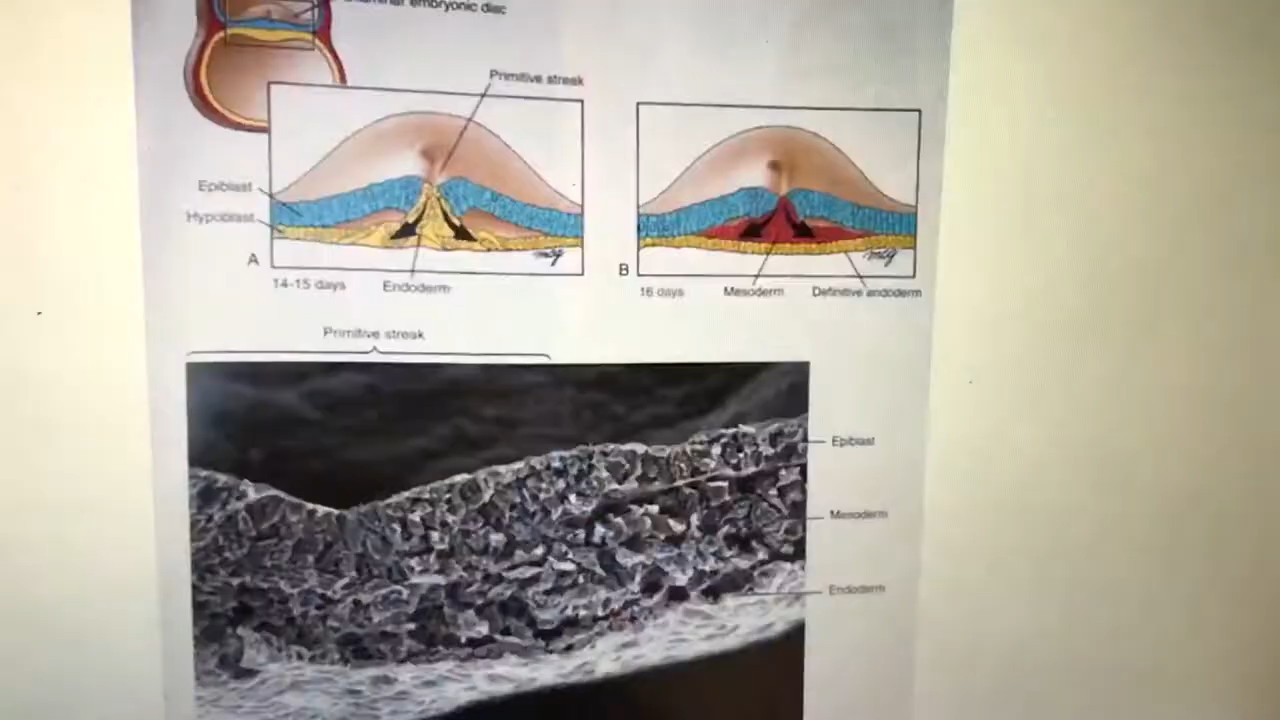 embryonic disc
Primitive streak
Epiblast
Hypoblast
A
14-15 days
Endoderm
B
16 days
Mesoderm
Definitive endoderm
Primitive streak
Epiblast
Mesoderm
Endoderm